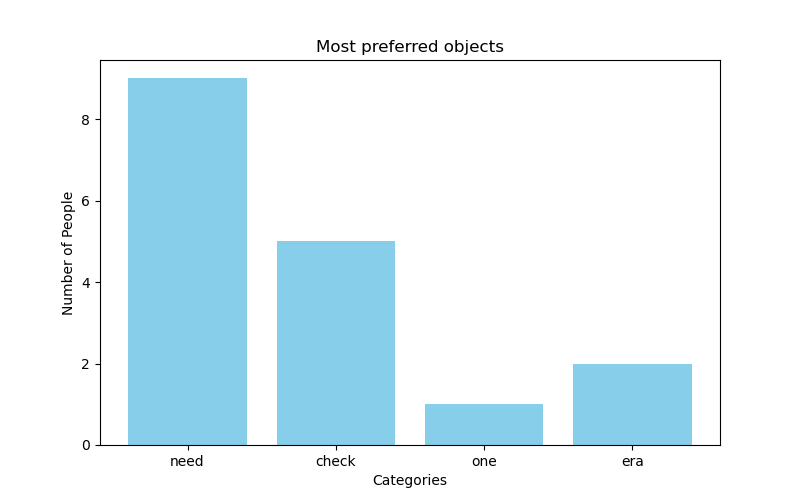 Most preferred objects
8
6
4
2
0
Number of People
need check one era
Categories